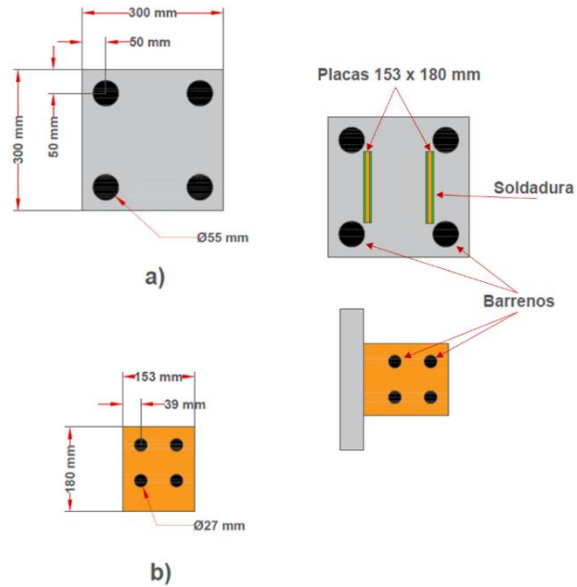 300 mm
50 mm
300 mm
50 mm
Ø55 mm
a)
Placas 153 x 180 mm
Soldadura
Barrenos
153 mm
39 mm
180 mm
Ø27 mm
b)